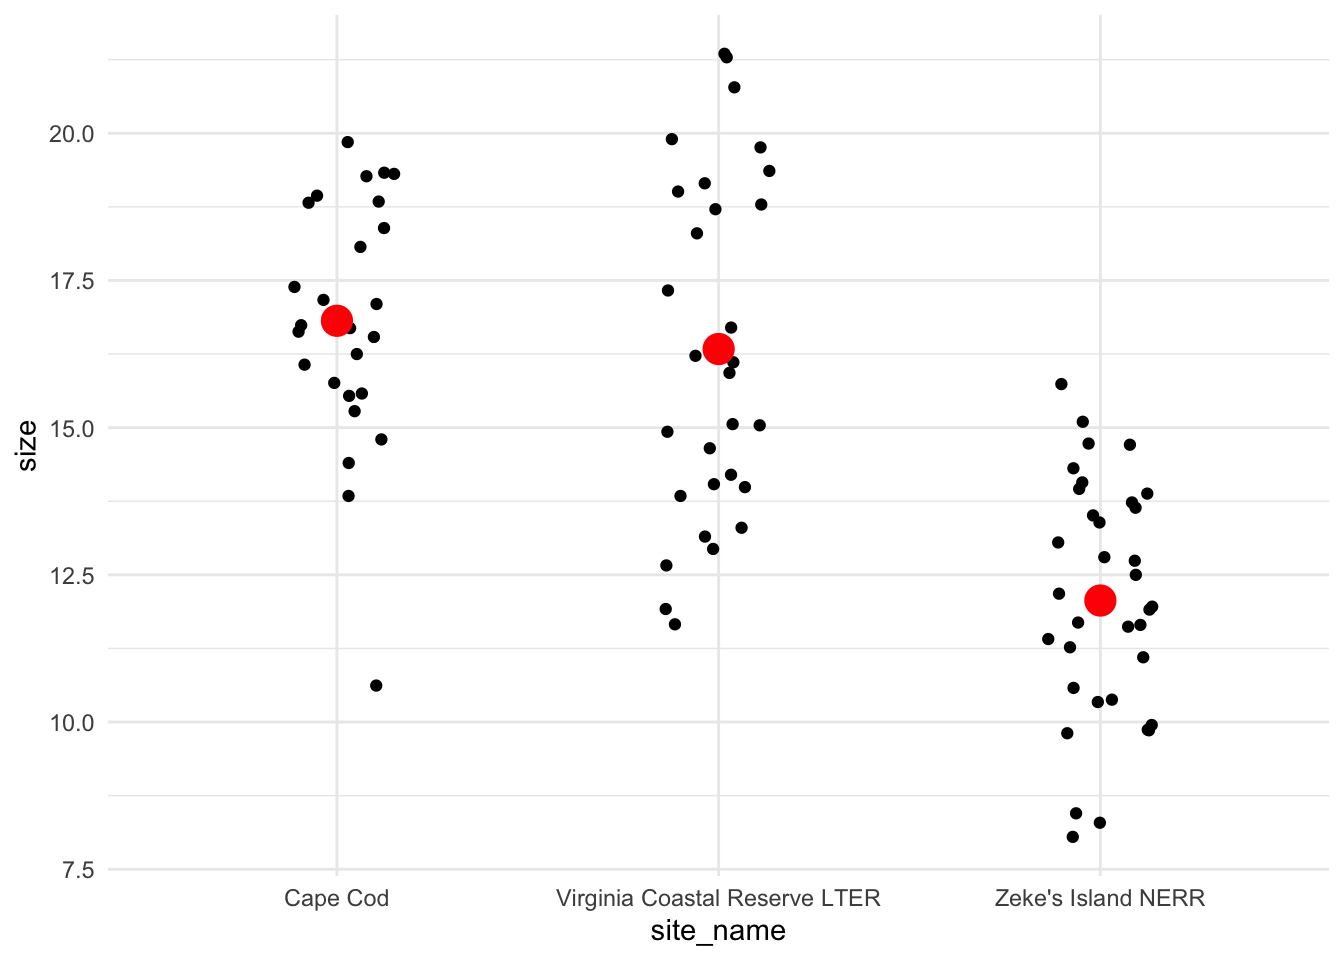 20.0
17.5
15.0
12.5
10.0
7.5
size
Cape Cod
Virginia Coastal Reserve LTER
Zeke's Island NERR
site_name